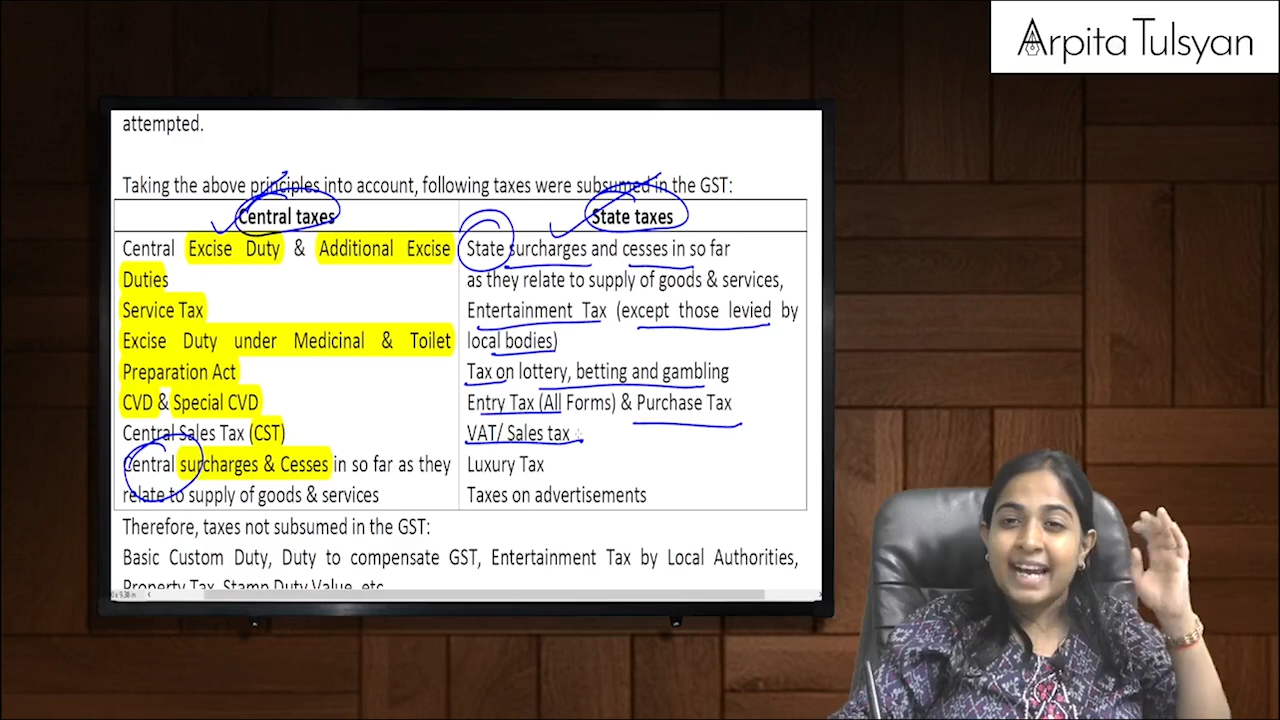 Arpita Tulsyan
attempted.
Taking the above principles into account, following taxes were subsumed in the GST:
Central taxes
Central Excise Duty & Additional Excise
Duties
Service Tax
Excise Duty under Medicinal & Toilet
Preparation Act
CVD & Special CVD
Central Sales Tax (CST)
Central surcharges & Cesses in so far as they
relate to supply of goods & services
State taxes
State surcharges and cesses in so far
as they relate to supply of goods & services,
Entertainment Tax (except those levied by
local bodies)
Tax on lottery, betting and gambling
Entry Tax (All Forms) & Purchase Tax
VAT/ Sales tax
Luxury Tax
Taxes on advertisements
Therefore, taxes not subsumed in the GST:
Basic Custom Duty, Duty to compensate GST, Entertainment Tax by Local Authorities,
Property Tax, Stamp Duty Value, etc